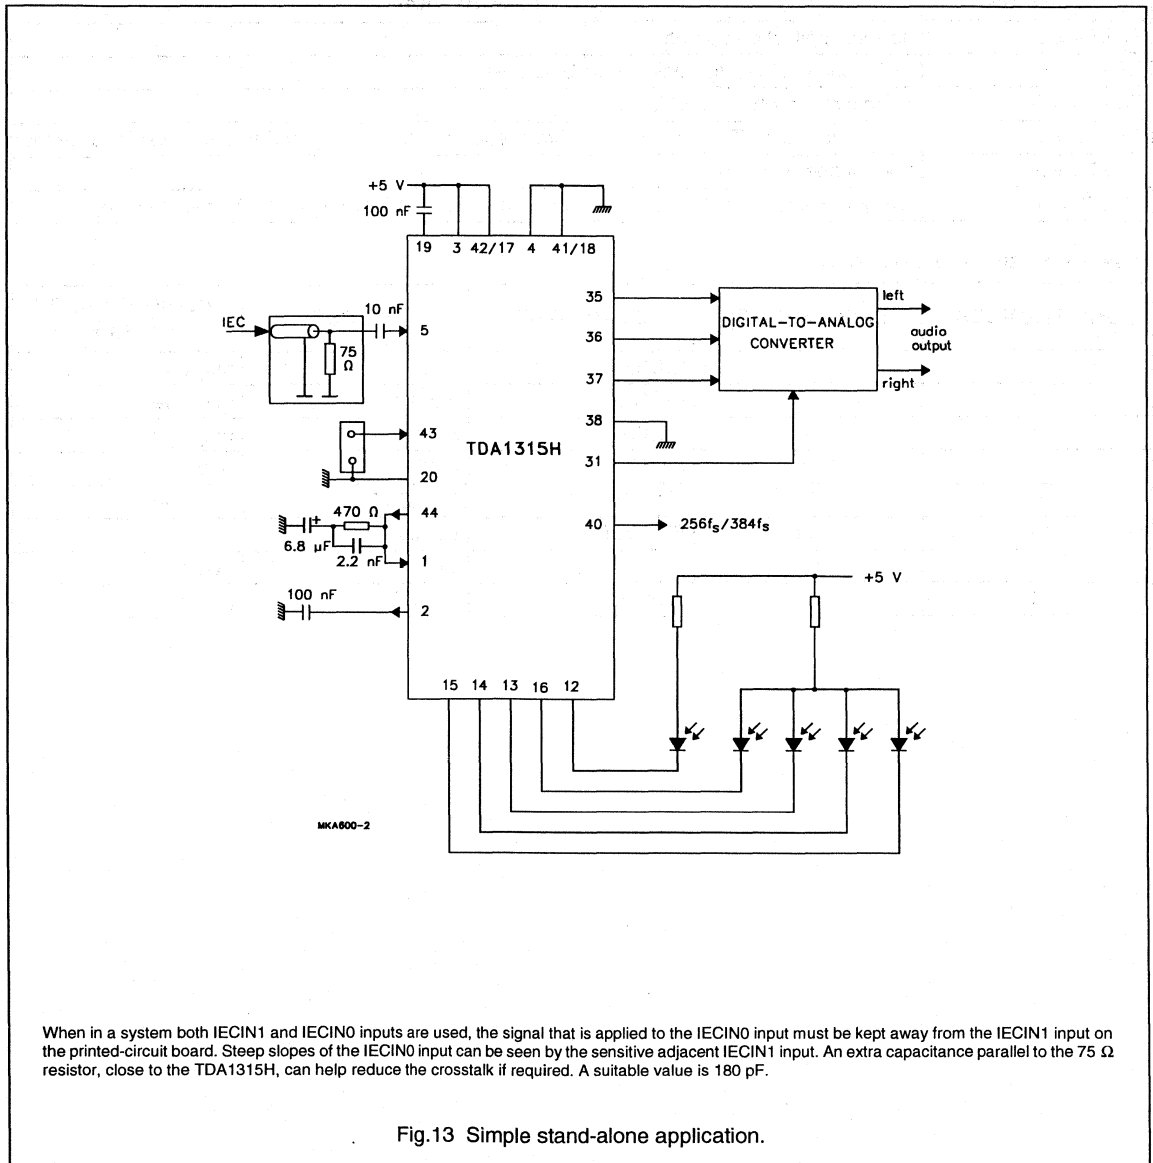 +5 V
100 nF
19 3 42/17 4 41/18
IEC
10 nF
5
75
Ω
35
36
37
DIGITAL-TO-ANALOG
CONVERTER
left
audio
output
right
43
TDA1315H
38
31
20
470 Ω
44
+
6.8 µF
2.2 nF
1
40
256fs/384fs
100 nF
2
+5 V
15 14 13 16 12
MKA600-2
When in a system both IECIN1 and IECIN0 inputs are used, the signal that is applied to the IECIN0 input must be kept away from the IECIN1 input on
the printed-circuit board. Steep slopes of the IECIN0 input can be seen by the sensitive adjacent IECIN1 input. An extra capacitance parallel to the 75 Ω
resistor, close to the TDA1315H, can help reduce the crosstalk if required. A suitable value is 180 pF.
Fig.13 Simple stand-alone application.